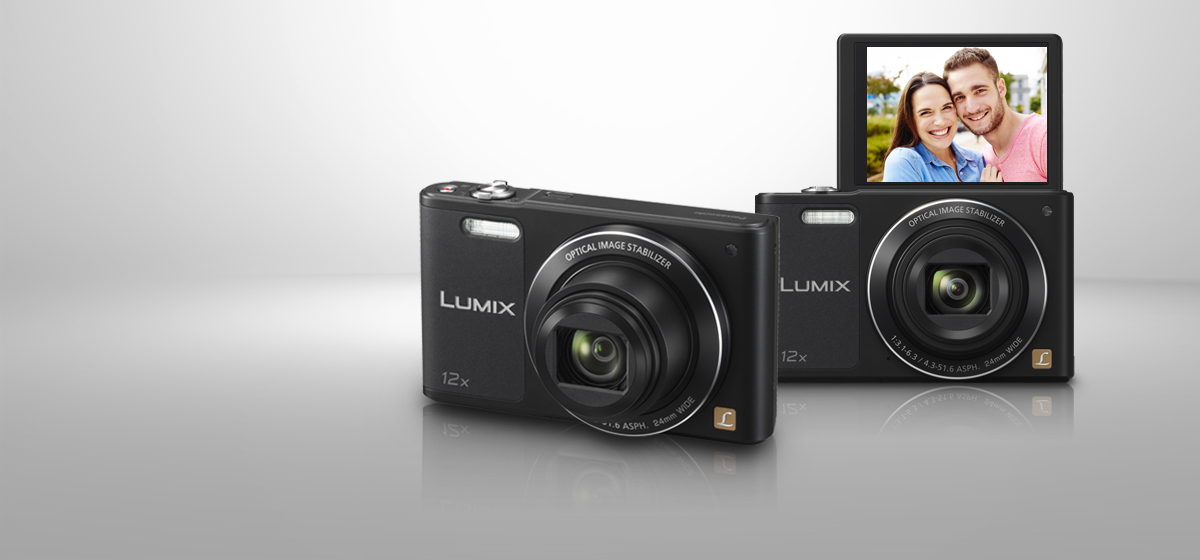 OPTICAL IMAGE STABILIZER
LUMIX
12x
51.6 ASPH. 24mm WIDE
L
OPTICAL IMAGE STABILIZER
LUMIX
12x
1:3.1-6.3 / 4.3-51.6 ASPH. 24mm WIDE
L